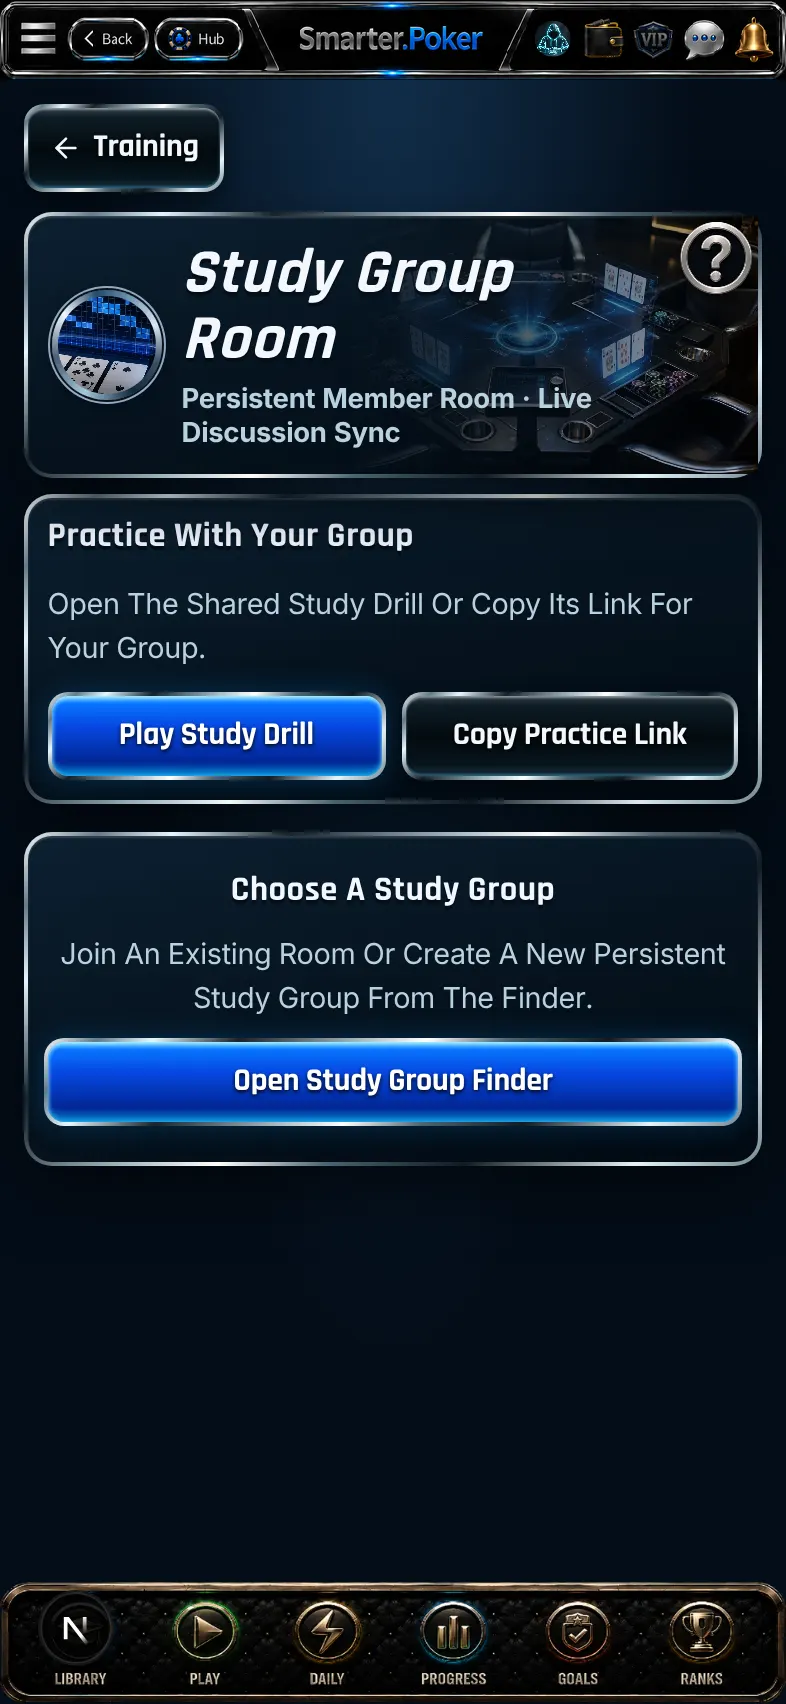 Back
Hub
Smarter.Poker
VIP
← Training
Study Group
Room
?
Persistent Member Room · Live
Discussion Sync
Practice With Your Group
Open The Shared Study Drill Or Copy Its Link For
Your Group.
Play Study Drill
Copy Practice Link
Choose A Study Group
Join An Existing Room Or Create A New Persistent
Study Group From The Finder.
Open Study Group Finder
N
LIBRARY
PLAY
DAILY
PROGRESS
GOALS
RANKS